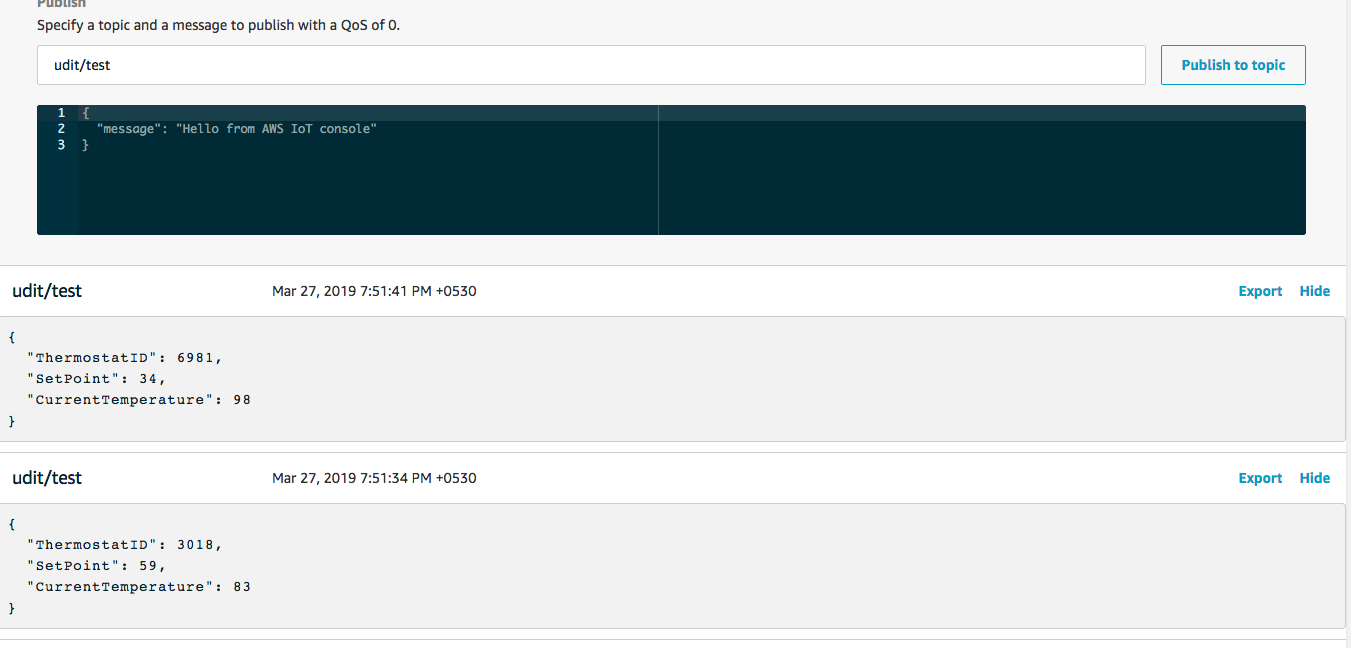 Publish
Specify a topic and a message to publish with a QoS of 0.
udit/test
Publish to topic
1 {
2 "message": "Hello from AWS IoT console"
3 }
udit/test Mar 27, 2019 7:51:41 PM +0530 Export Hide
{
"ThermostatID": 6981,
"SetPoint": 34,
"CurrentTemperature": 98
}
udit/test Mar 27, 2019 7:51:34 PM +0530 Export Hide
{
"ThermostatID": 3018,
"SetPoint": 59,
"CurrentTemperature": 83
}